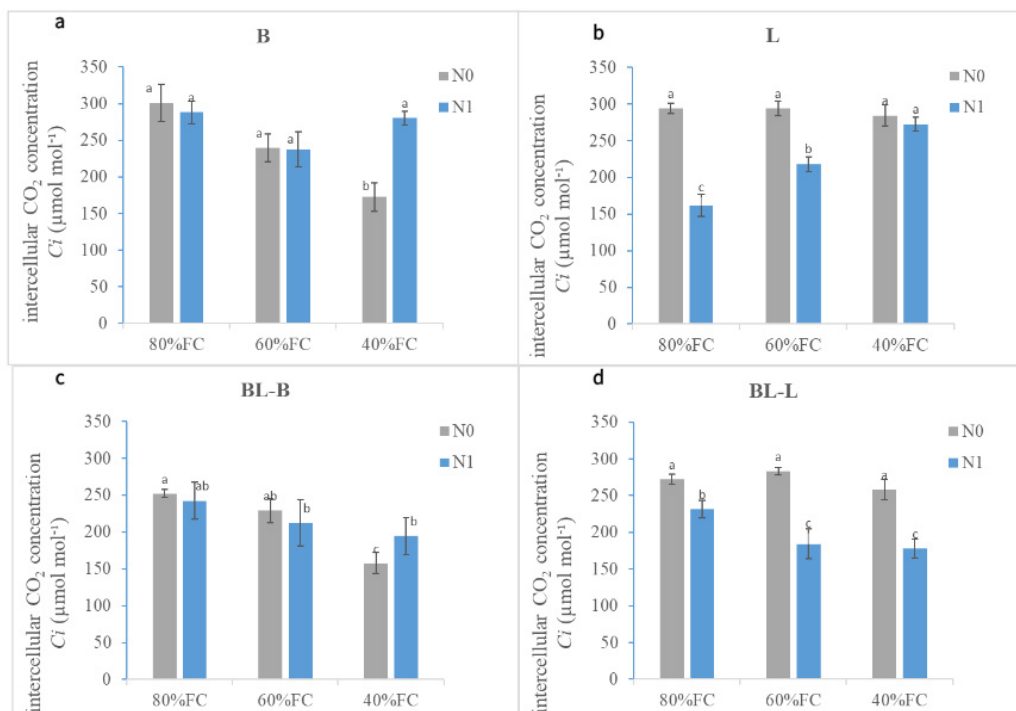 a
B
intercellular CO₂ concentration
Ci (µmol mol⁻¹)
350
300
250
200
150
100
50
0
a
a
a
a
b
a
80%FC
60%FC
40%FC
N0
N1
b
L
intercellular CO₂ concentration
Ci (µmol mol⁻¹)
350
300
250
200
150
100
50
0
a
c
a
b
a
a
80%FC
60%FC
40%FC
N0
N1
c
BL-B
intercellular CO₂ concentration
Ci (µmol mol⁻¹)
350
300
250
200
150
100
50
0
a
ab
ab
b
c
b
80%FC
60%FC
40%FC
N0
N1
d
BL-L
intercellular CO₂ concentration
Ci (µmol mol⁻¹)
350
300
250
200
150
100
50
0
a
b
a
c
a
c
80%FC
60%FC
40%FC
N0
N1